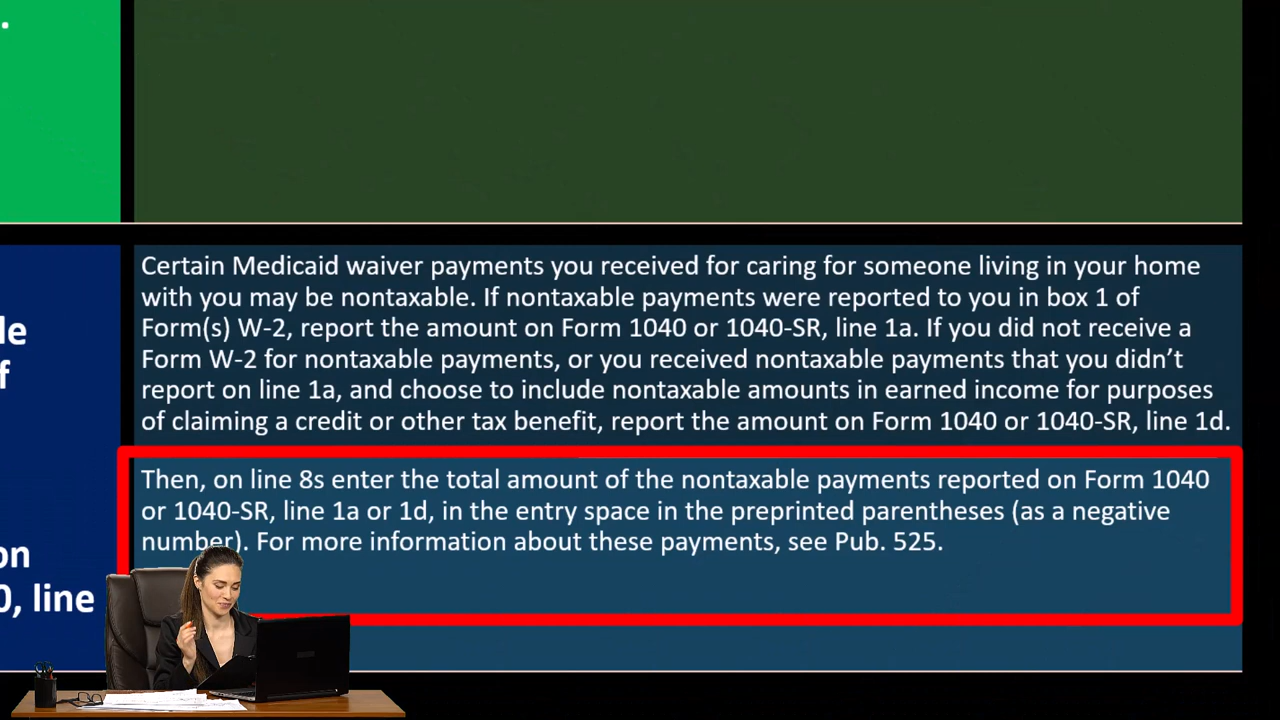 .
Certain Medicaid waiver payments you received for caring for someone living in your home
with you may be nontaxable. If nontaxable payments were reported to you in box 1 of
Form(s) W-2, report the amount on Form 1040 or 1040-SR, line 1a. If you did not receive a
Form W-2 for nontaxable payments, or you received nontaxable payments that you didn't
report on line 1a, and choose to include nontaxable amounts in earned income for purposes
of claiming a credit or other tax benefit, report the amount on Form 1040 or 1040-SR, line 1d.
Then, on line 8s enter the total amount of the nontaxable payments reported on Form 1040
or 1040-SR, line 1a or 1d, in the entry space in the preprinted parentheses (as a negative
number). For more information about these payments, see Pub. 525.
le
f
on
0, line